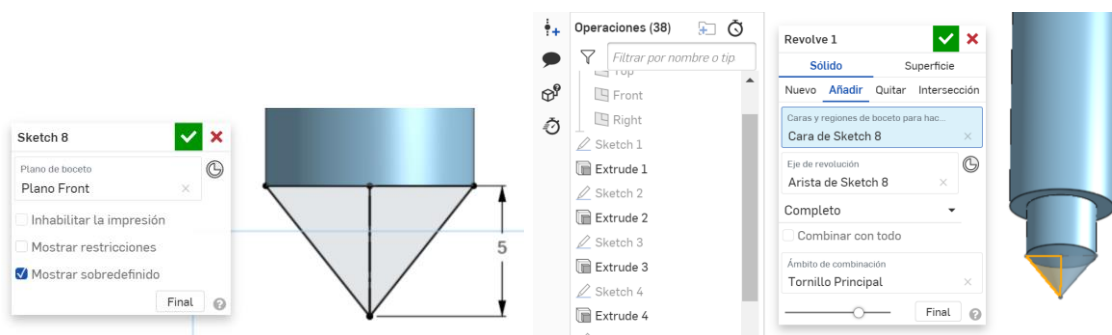 Sketch 8
Plano de boceto
Plano Front
Inhabilitar la impresión
Mostrar restricciones
Mostrar sobredefinido
Final
5
Operaciones (38)
Filtrar por nombre o tip
Top
Front
Right
Sketch 1
Extrude 1
Sketch 2
Extrude 2
Sketch 3
Extrude 3
Sketch 4
Extrude 4
Revolve 1
Sólido Superficie
Nuevo Añadir Quitar Intersección
Caras y regiones de boceto para hac...
Cara de Sketch 8
Eje de revolución
Arista de Sketch 8
Completo
Combinar con todo
Ámbito de combinación
Tornillo Principal
Final